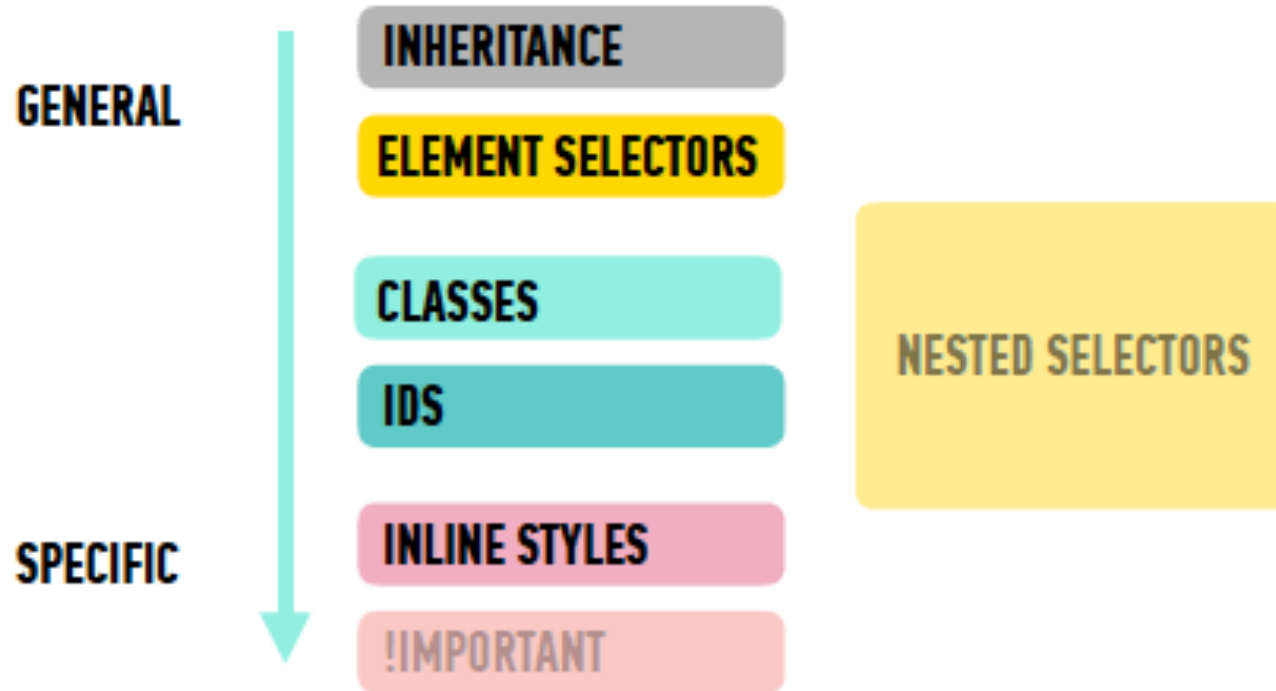 INHERITANCE
GENERAL
ELEMENT SELECTORS
CLASSES
NESTED SELECTORS
IDS
INLINE STYLES
SPECIFIC
!IMPORTANT